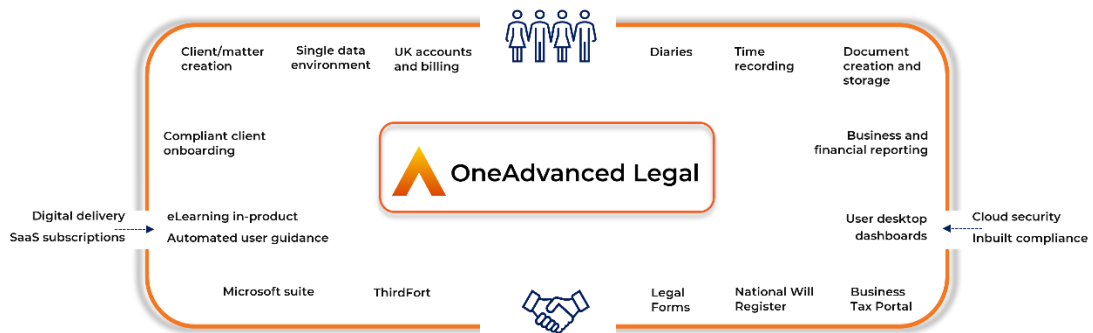 Client/matter
creation
Single data
environment
UK accounts
and billing
Diaries
Time
recording
Document
creation and
storage
Compliant client
onboarding
OneAdvanced Legal
Business and
financial reporting
Digital delivery
SaaS subscriptions
eLearning in-product
Automated user guidance
User desktop
dashboards
Cloud security
Inbuilt compliance
Microsoft suite
ThirdFort
Legal
Forms
National Will
Register
Business
Tax Portal